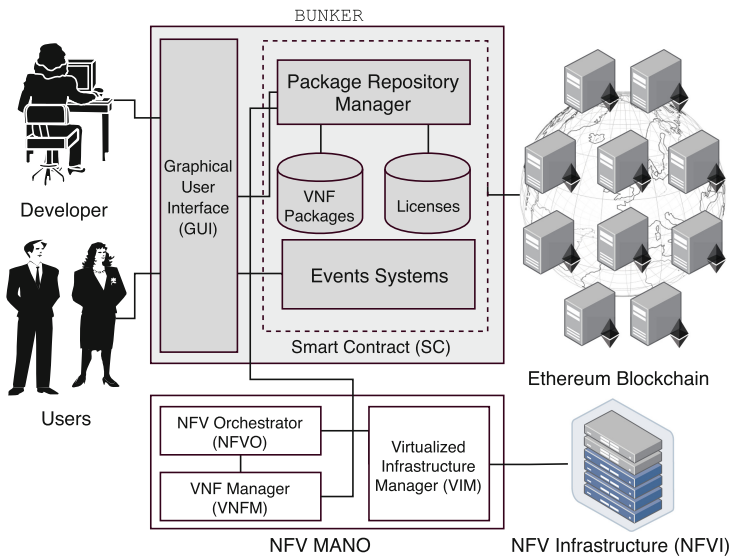 BUNKER
Package Repository
Manager
Graphical
User
Interface
(GUI)
VNF
Packages
Licenses
Developer
Events Systems
Smart Contract (SC)
Ethereum Blockchain
Users
NFV Orchestrator
(NFVO)
Virtualized
Infrastructure
Manager (VIM)
VNF Manager
(VNFM)
NFV MANO
NFV Infrastructure (NFVI)